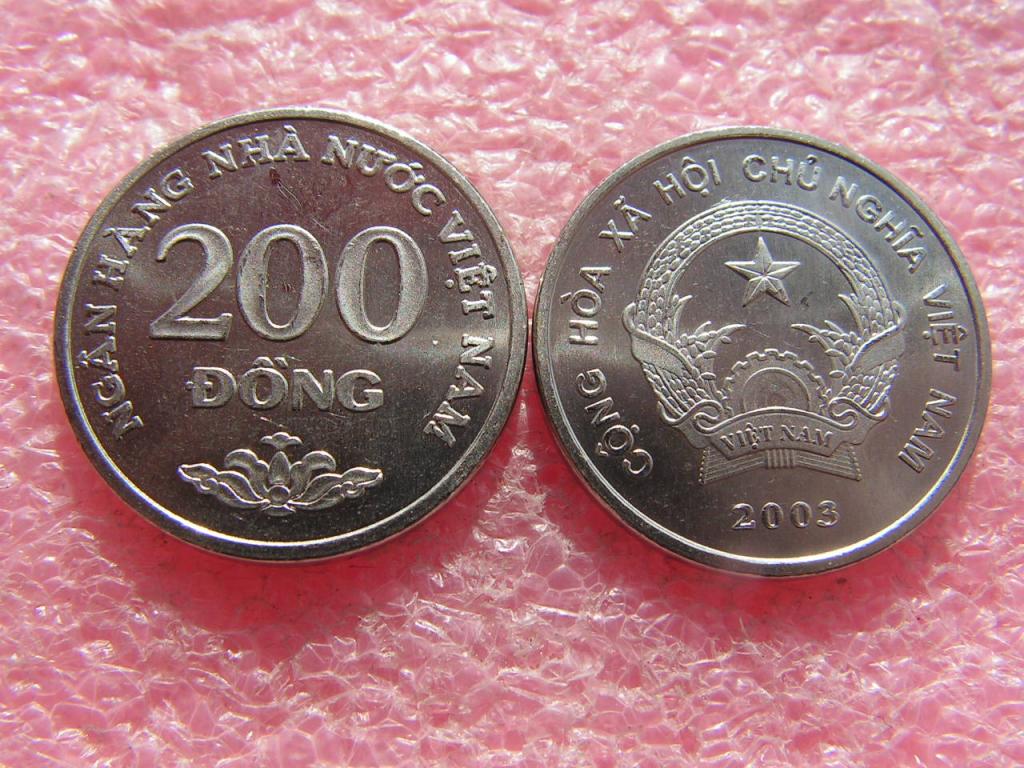 NGÂN HÀNG NHÀ NƯỚC VIỆT NAM
200
ĐỒNG
CỘNG HÒA XÃ HỘI CHỦ NGHĨA VIỆT NAM
VIỆT NAM
2003